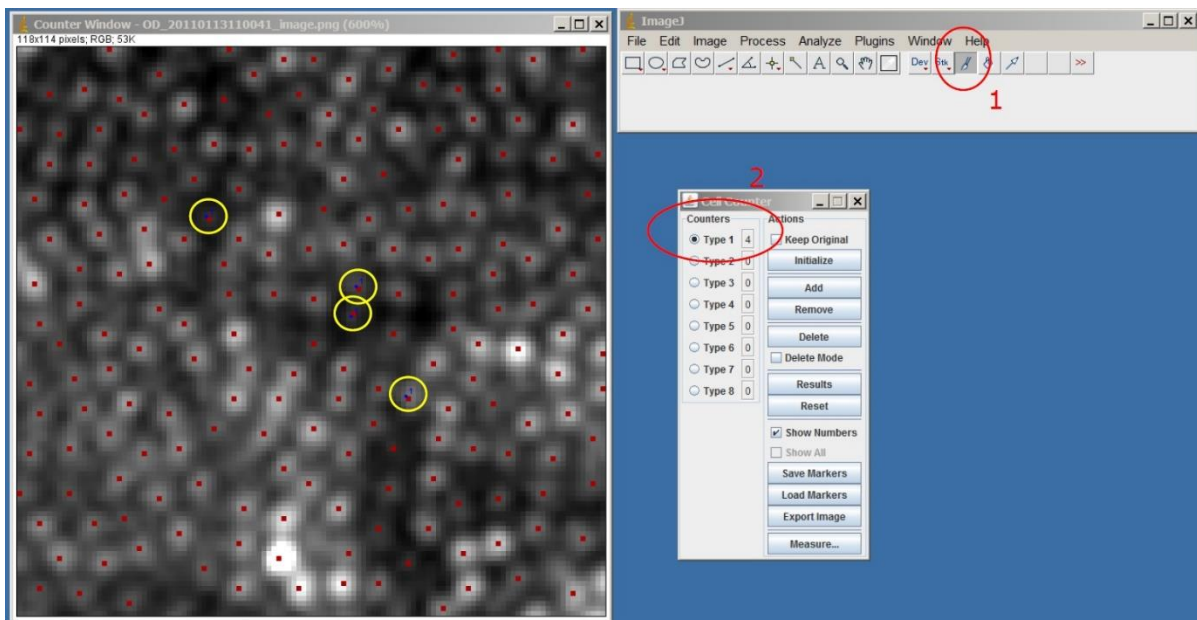 Counter Window - OD_20110113110041_image.png (600%)
118x114 pixels; RGB; 53K
ImageJ
File Edit Image Process Analyze Plugins Window Help
Dev Stk >>
1
2
Cell Counter
Counters
Type 1 4
Type 2 0
Type 3 0
Type 4 0
Type 5 0
Type 6 0
Type 7 0
Type 8 0
Actions
Keep Original
Initialize
Add
Remove
Delete
Delete Mode
Results
Reset
Show Numbers
Show All
Save Markers
Load Markers
Export Image
Measure...